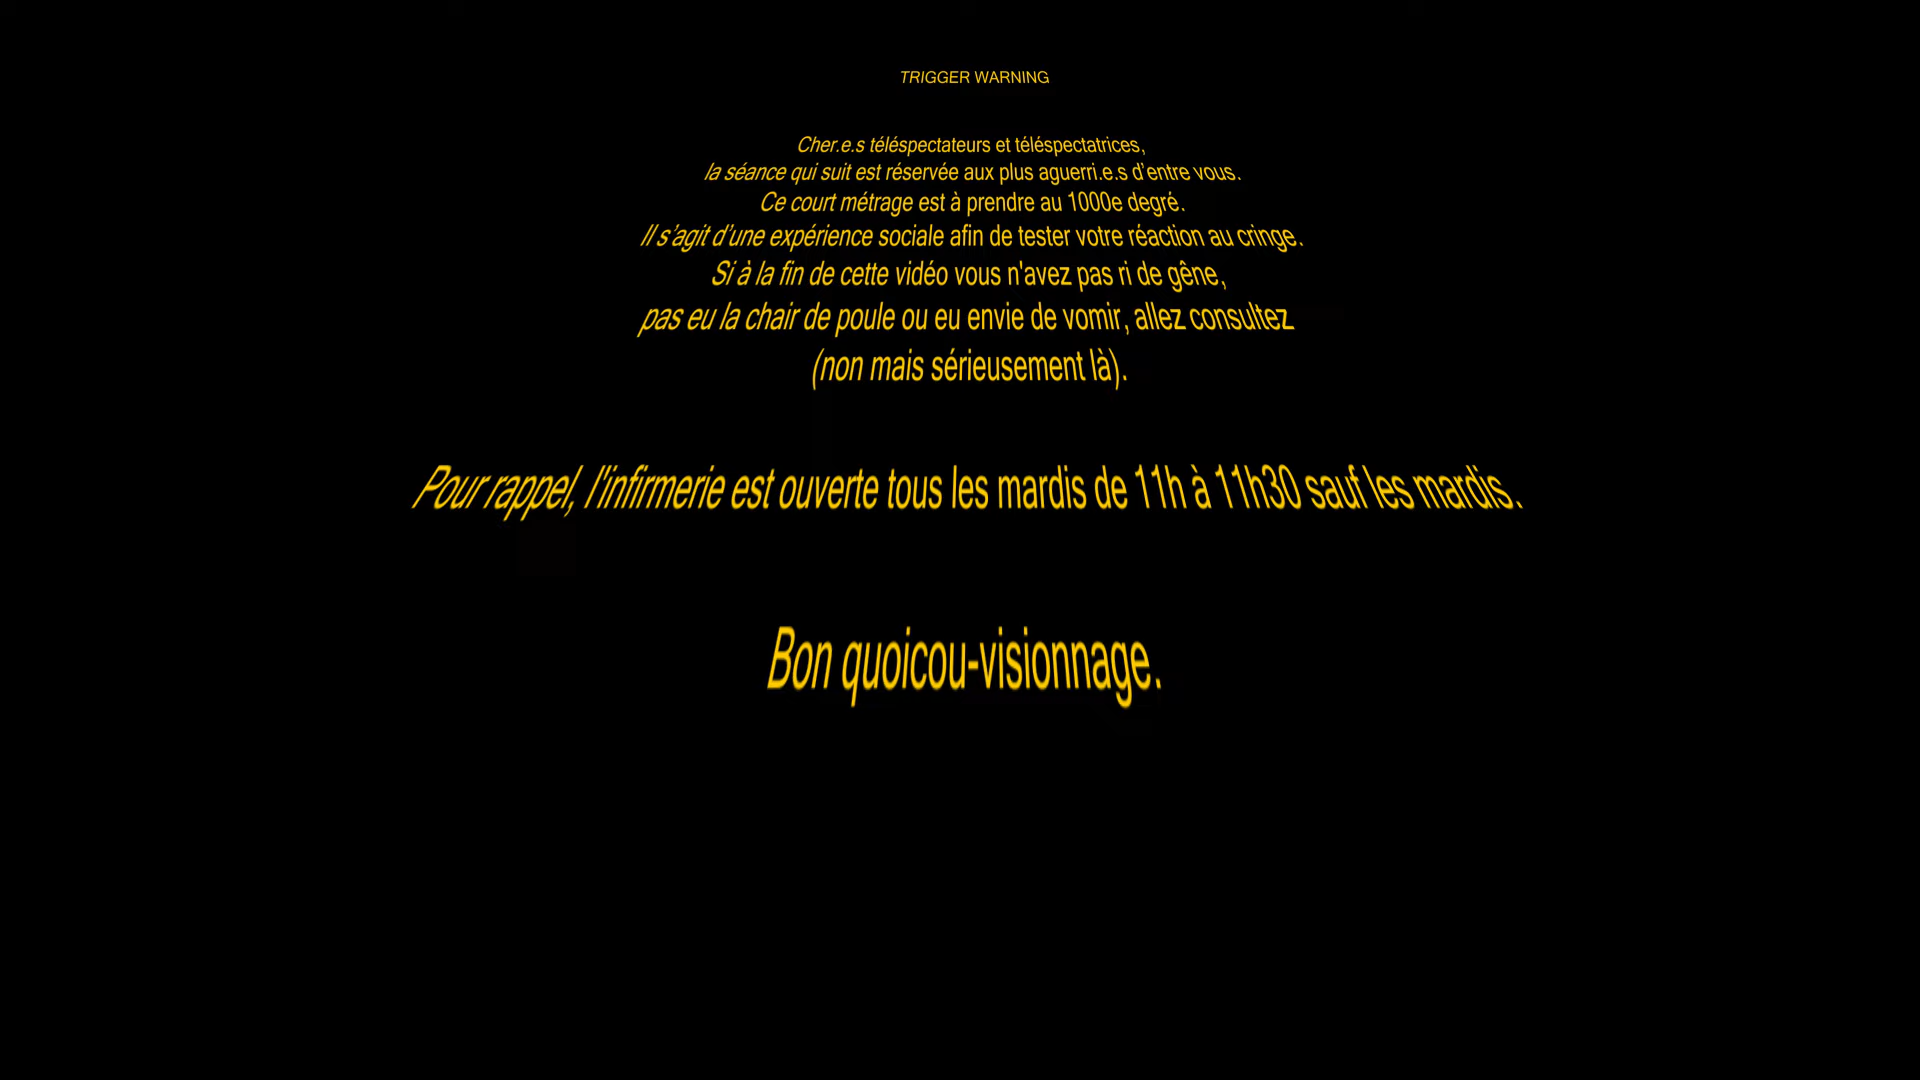 TRIGGER WARNING
Cher.e.s téléspectateurs et téléspectatrices,
la séance qui suit est réservée aux plus aguerri.e.s d’entre vous.
Ce court métrage est à prendre au 1000e degré.
Il s’agit d’une expérience sociale afin de tester votre réaction au cringe.
Si à la fin de cette vidéo vous n'avez pas ri de gêne,
pas eu la chair de poule ou eu envie de vomir, allez consultez
(non mais sérieusement là).
Pour rappel, l'infirmerie est ouverte tous les mardis de 11h à 11h30 sauf les mardis.
Bon quoicou-visionnage.